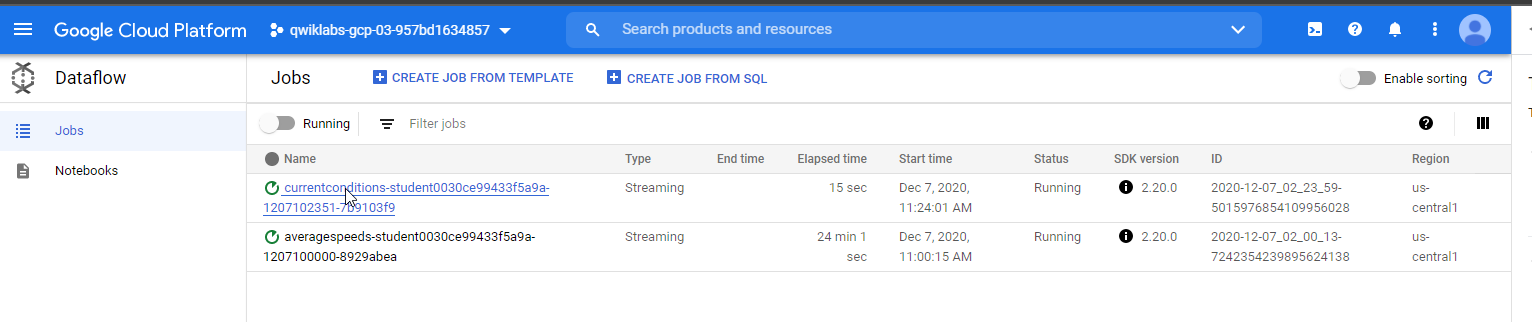 Google Cloud Platform qwiklabs-gcp-03-957bd1634857 Search products and resources
Dataflow Jobs CREATE JOB FROM TEMPLATE CREATE JOB FROM SQL Enable sorting
Jobs Running Filter jobs
Notebooks
Name Type End time Elapsed time Start time Status SDK version ID Region
currentconditions-student0030ce99433f5a9a- Streaming 15 sec Dec 7, 2020, Running 2.20.0 2020-12-07_02_23_59- us-
1207102351-7b9103f9 11:24:01 AM 5015976854109956028 central1
averagespeeds-student0030ce99433f5a9a- Streaming 24 min 1 Dec 7, 2020, Running 2.20.0 2020-12-07_02_00_13- us-
1207100000-8929abea sec 11:00:15 AM 7242354239895624138 central1